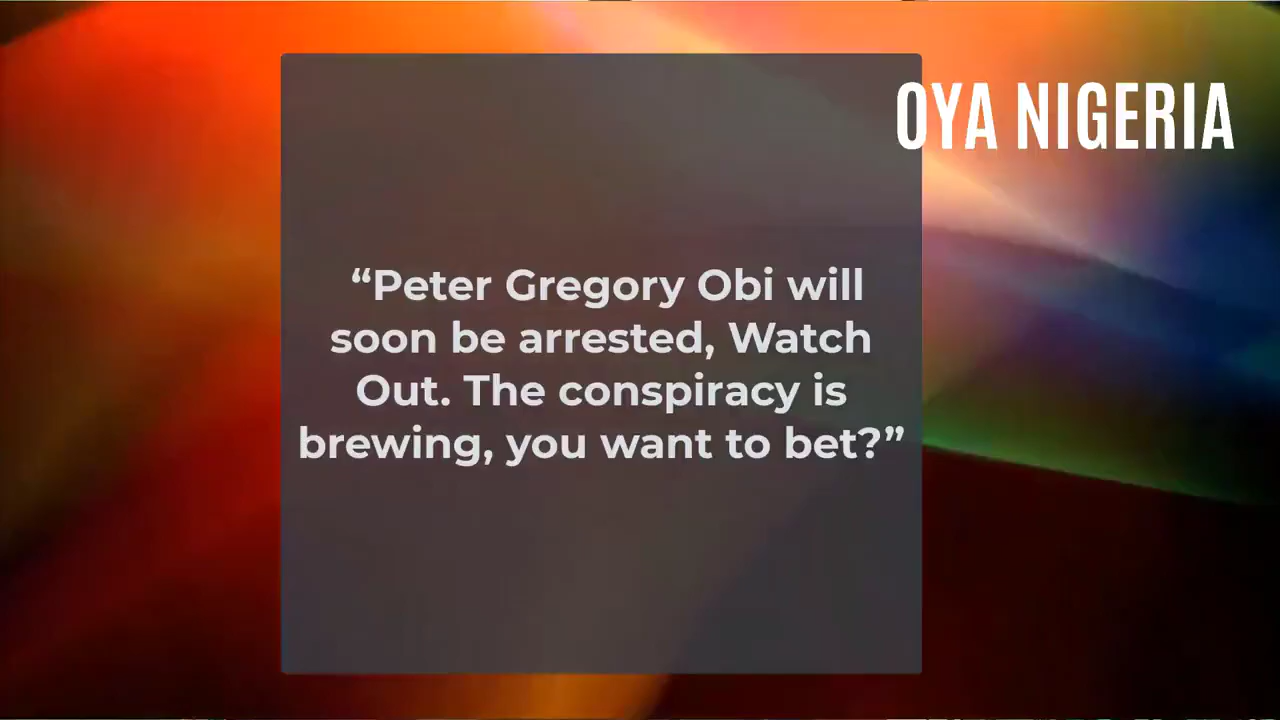 OYA NIGERIA
“Peter Gregory Obi will
soon be arrested, Watch
Out. The conspiracy is
brewing, you want to bet?”